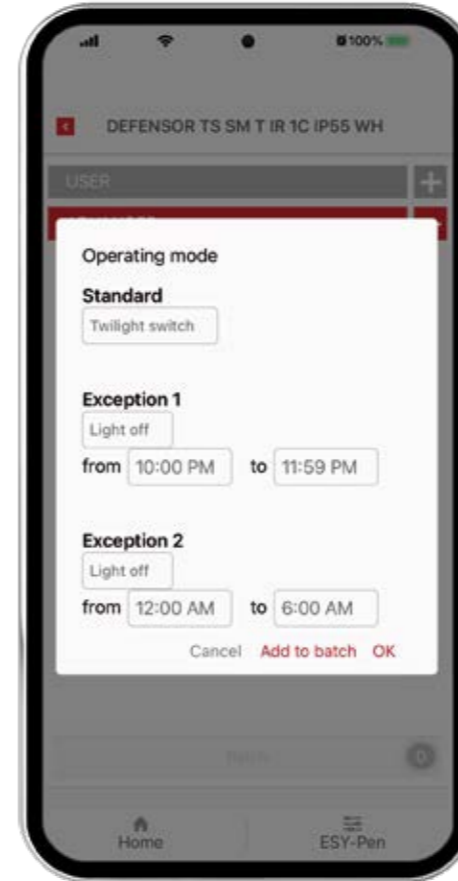 100%
DEFENSOR TS SM T IR 1C IP55 WH
USER
Operating mode
Standard
Twilight switch
Exception 1
Light off
from 10:00 PM to 11:59 PM
Exception 2
Light off
from 12:00 AM to 6:00 AM
Cancel Add to batch OK
0
Home ESY-Pen